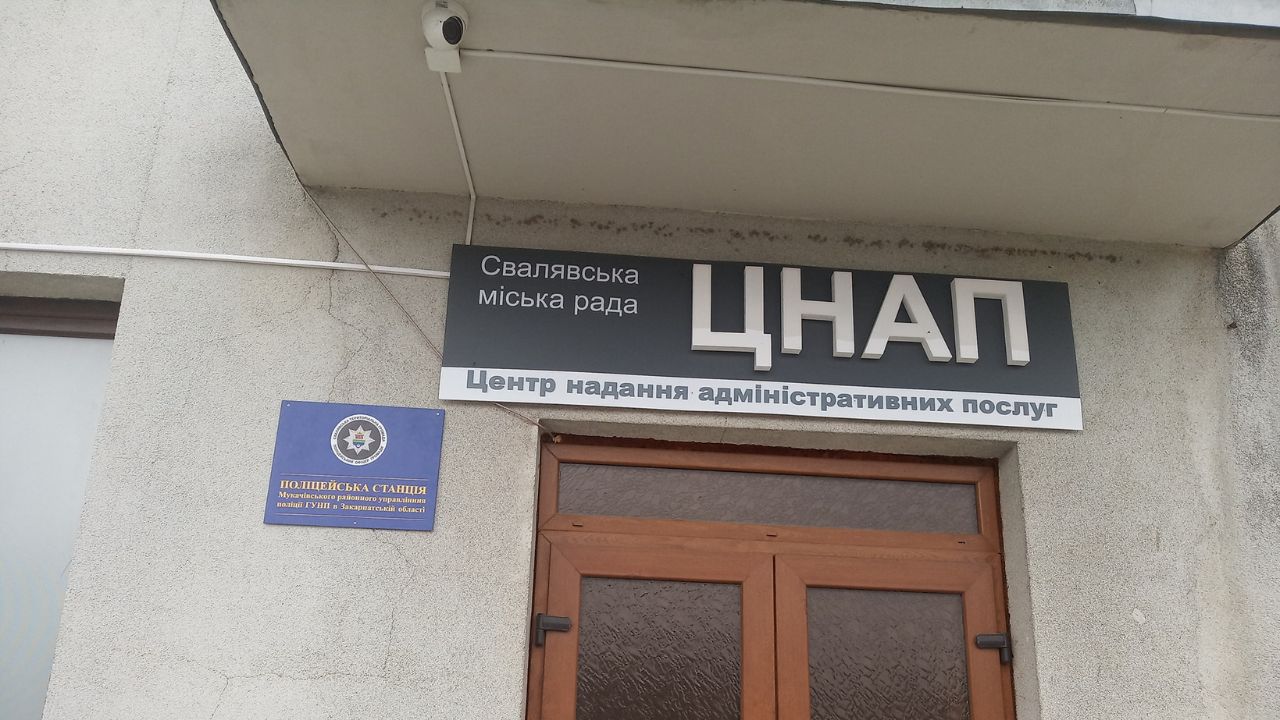 Свалявська
міська рада
ЦНАП
Центр надання адміністративних послуг
ПОЛІЦЕЙСЬКА СТАНЦІЯ
Мукачівського районного управління
поліції ГУНП в Закарпатській області